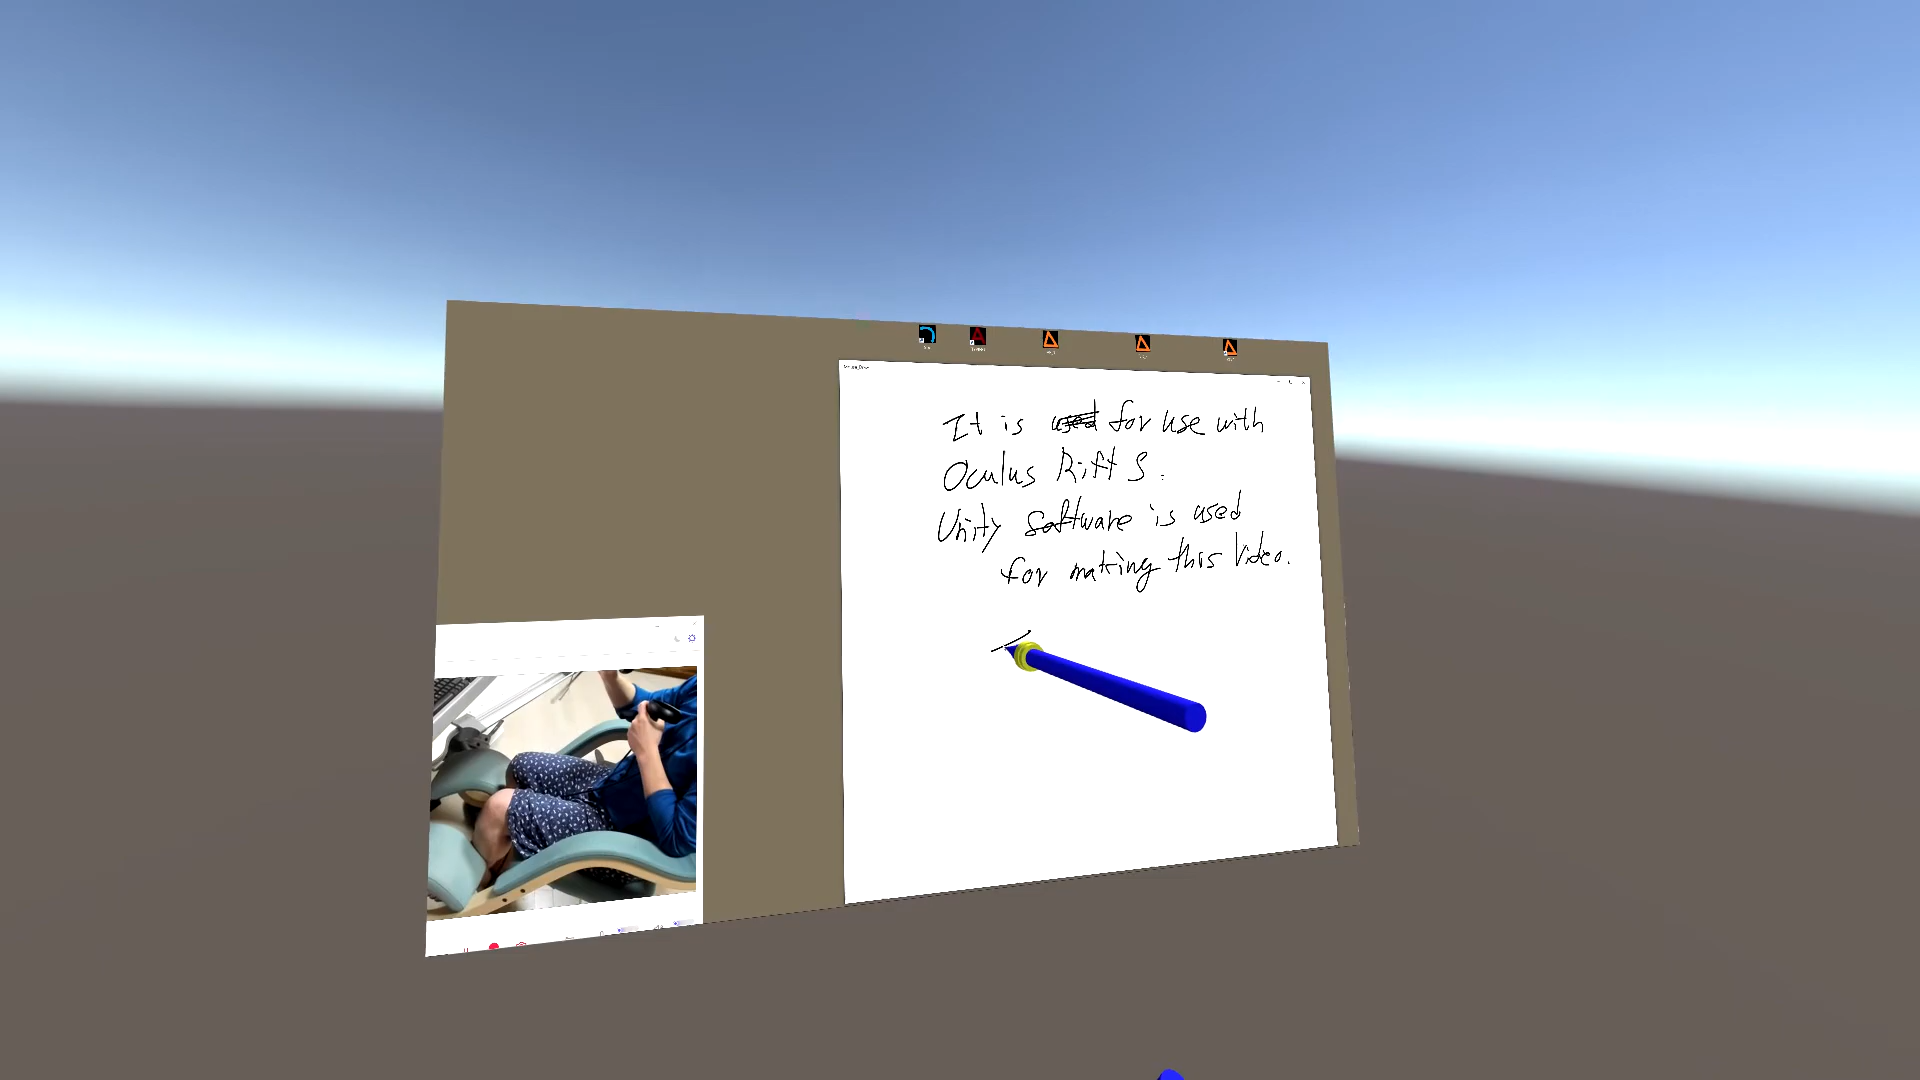 It is used for use with
Oculus Rift S.
Unity software is used
for making this video.